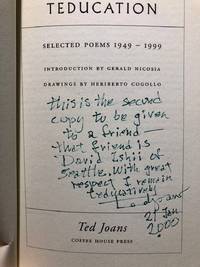 TEDUCATION
SELECTED POEMS 1949 – 1999
INTRODUCTION BY GERALD NICOSIA
DRAWINGS BY HERIBERTO COGOLLO
this is the second
copy to be given
to a friend —
that friend is
David Ishii of
Seattle. With great
respect I remain
teducatively
21 Jan
2000
Ted Joans
COFFEE HOUSE PRESS